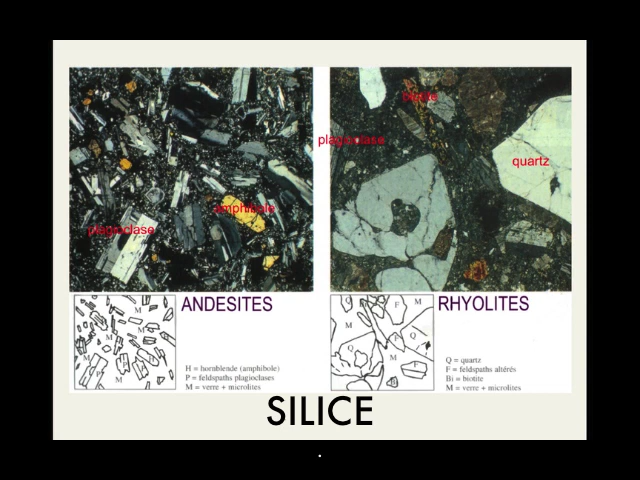 biotite
plagioclase
quartz
amphibole
plagioclase
ANDESITES
H = hornblende (amphibole)
P = feldspaths plagioclases
M = verre + microlites
RHYOLITES
Q = quartz
F = feldspaths altérés
Bi = biotite
M = verre + microlites
M
M
M
M
M
P
Q
F
M
M
Q
F
Q
M
F
SILICE